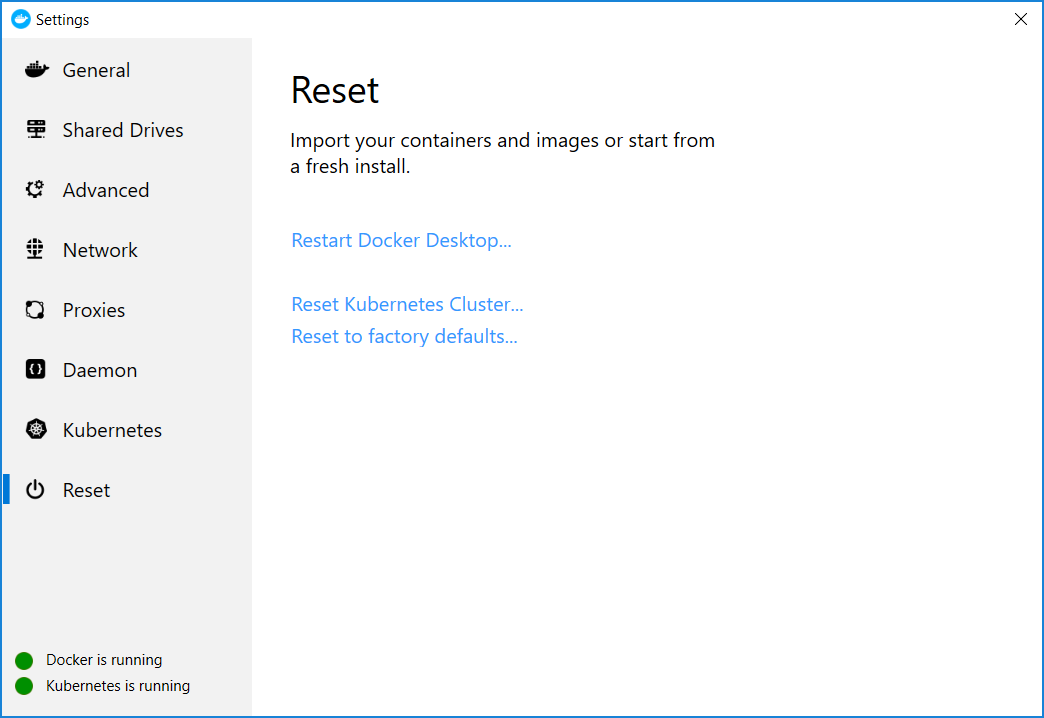 Settings
General
Shared Drives
Advanced
Network
Proxies
Daemon
Kubernetes
Reset
Docker is running
Kubernetes is running
Reset
Import your containers and images or start from
a fresh install.
Restart Docker Desktop...
Reset Kubernetes Cluster...
Reset to factory defaults...